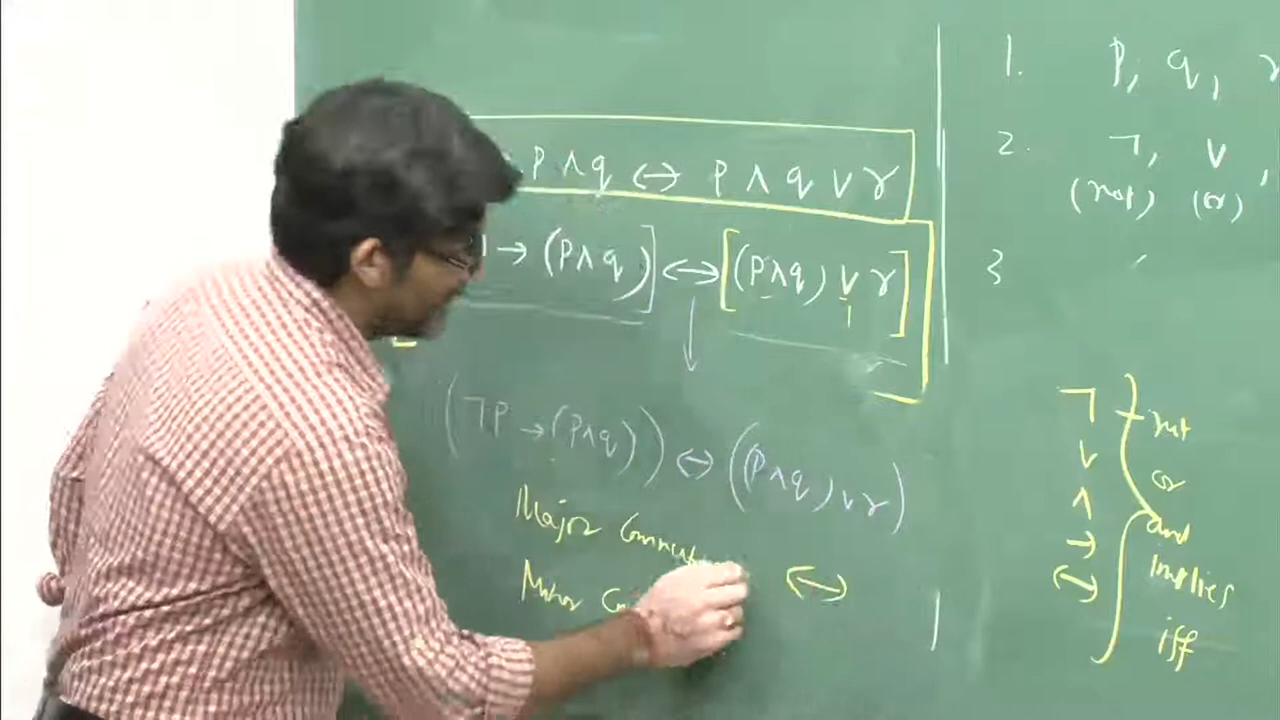 p ∧ q ↔ p ∧ q ∨ r
→ (p ∧ q)] ↔ [(p ∧ q) ∨ r]
(¬p → (p ∧ q)) ↔ ((p ∧ q) ∨ r)
Major
Minor
↔
1. p, q, r
2. ¬, ∨,
(not) (or)
3
¬ not
∨ or
∧ and
→ implies
↔ iff